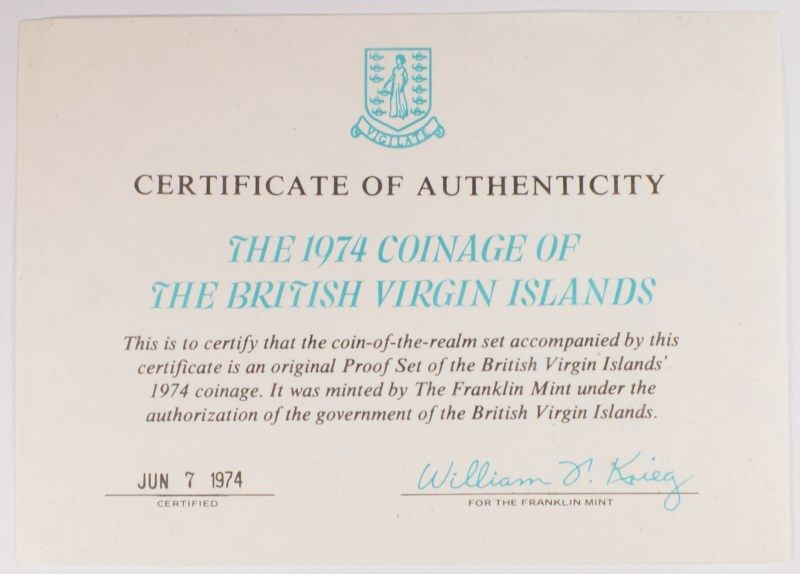 VIGILATE
CERTIFICATE OF AUTHENTICITY
THE 1974 COINAGE OF
THE BRITISH VIRGIN ISLANDS
This is to certify that the coin-of-the-realm set accompanied by this
certificate is an original Proof Set of the British Virgin Islands'
1974 coinage. It was minted by The Franklin Mint under the
authorization of the government of the British Virgin Islands.
JUN 7 1974
CERTIFIED
William T. Krieg
FOR THE FRANKLIN MINT